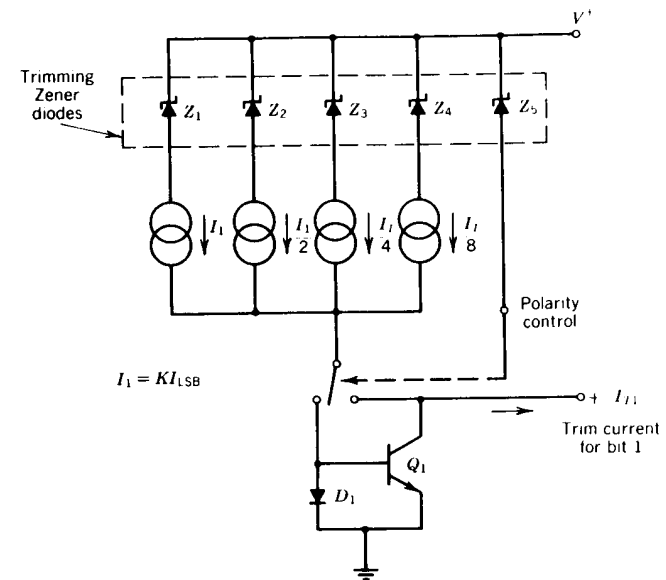 V+
Trimming
Zener
diodes
Z1 Z2 Z3 Z4 Z5
I1 I1/2 I1/4 I1/8
Polarity
control
I1 = KILSB
+
Trim current
for bit 1
Q1
D1